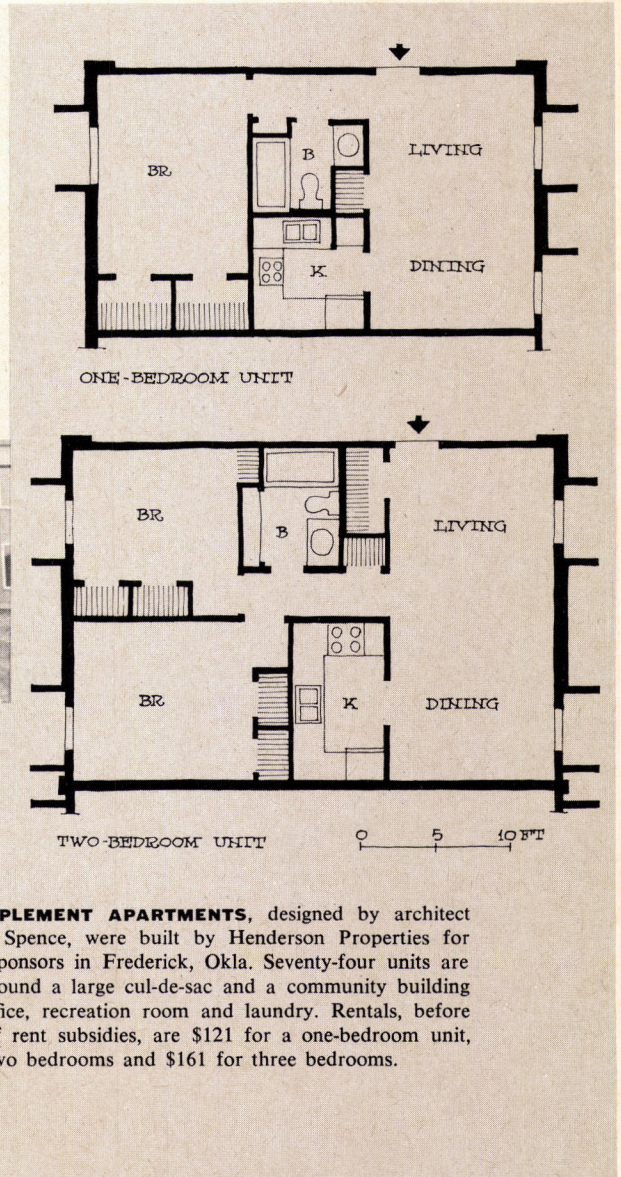 BR
B
LIVING
K
DINING
ONE-BEDROOM UNIT
BR
B
LIVING
BR
K
DINING
TWO-BEDROOM UNIT
0 5 10 FT
PLEMENT APARTMENTS, designed by architect
Spence, were built by Henderson Properties for
ponsors in Frederick, Okla. Seventy-four units are
ound a large cul-de-sac and a community building
fice, recreation room and laundry. Rentals, before
f rent subsidies, are $121 for a one-bedroom unit,
wo bedrooms and $161 for three bedrooms.